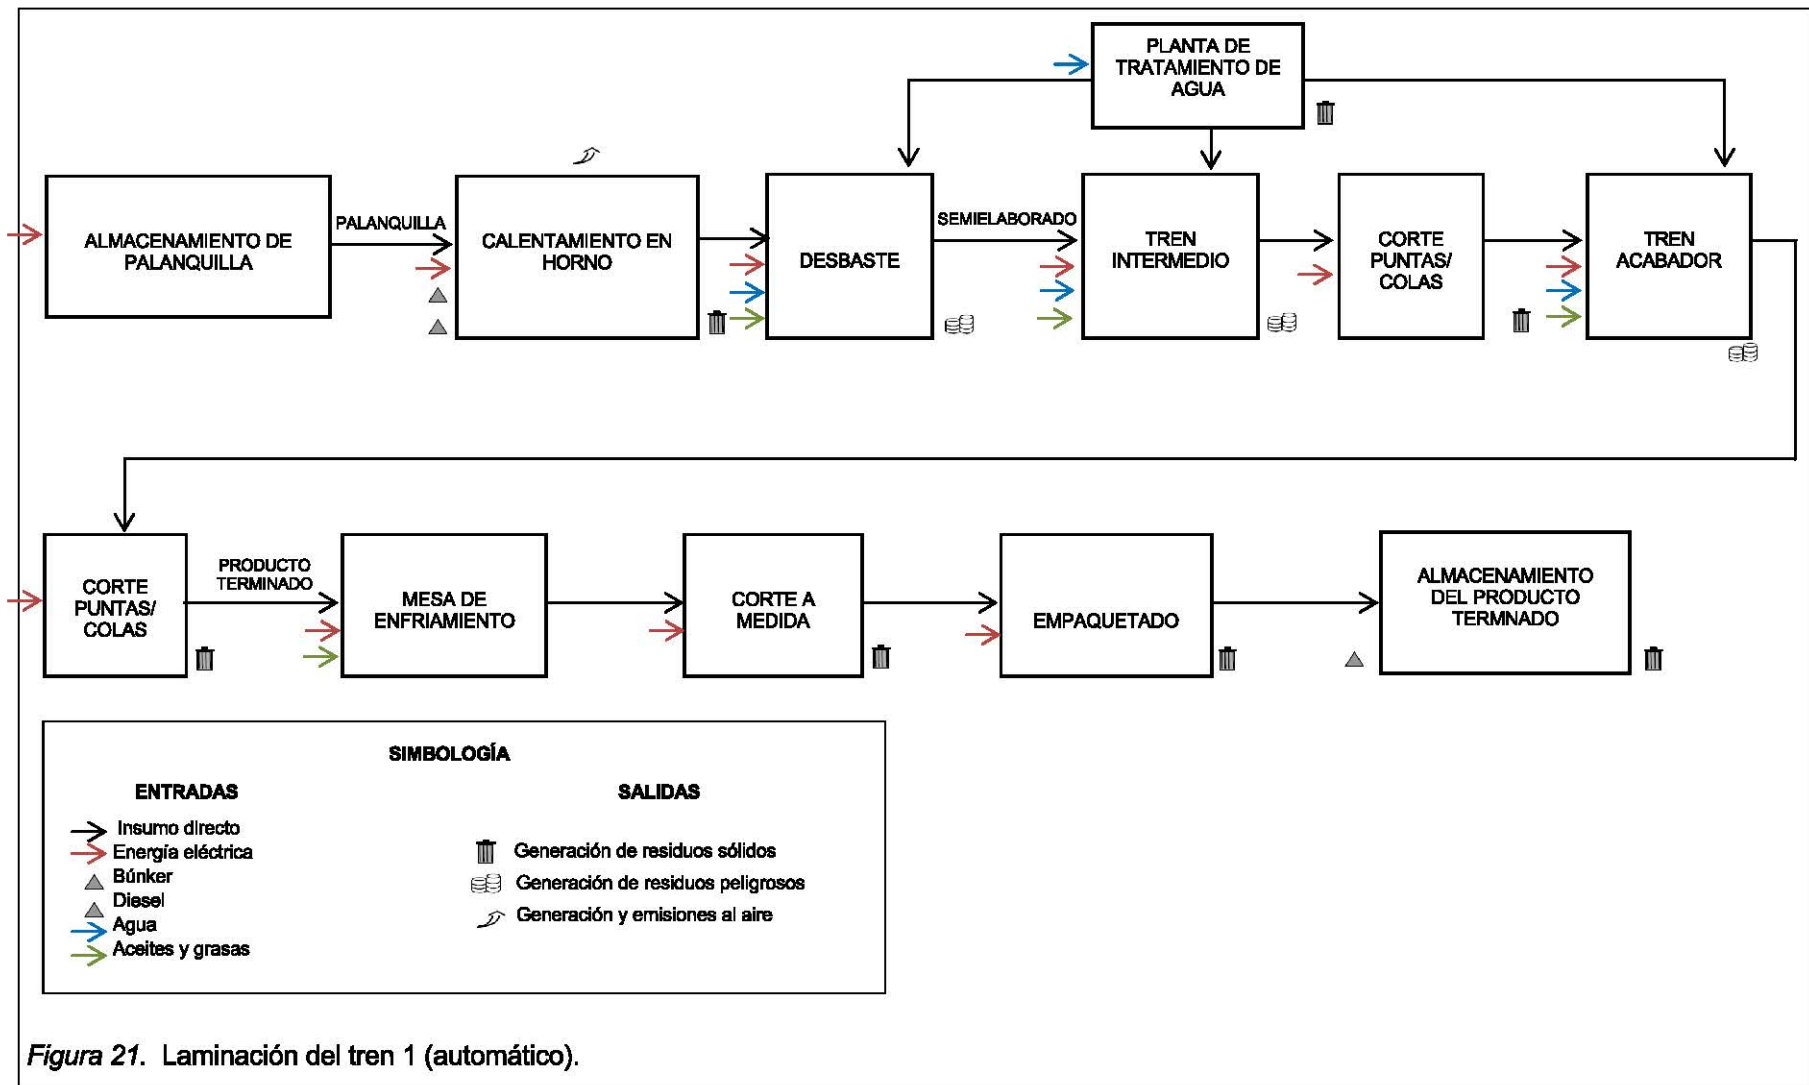 PLANTA DE
TRATAMIENTO DE
AGUA
ALMACENAMIENTO DE
PALANQUILLA
PALANQUILLA
CALENTAMIENTO EN
HORNO
DESBASTE
SEMIELABORADO
TREN
INTERMEDIO
CORTE
PUNTAS/
COLAS
TREN
ACABADOR
CORTE
PUNTAS/
COLAS
PRODUCTO
TERMINADO
MESA DE
ENFRIAMIENTO
CORTE A
MEDIDA
EMPAQUETADO
ALMACENAMIENTO
DEL PRODUCTO
TERMNADO
SIMBOLOGÍA
ENTRADAS
Insumo directo
Energía eléctrica
Búnker
Diesel
Agua
Aceites y grasas
SALIDAS
Generación de residuos sólidos
Generación de residuos peligrosos
Generación y emisiones al aire
Figura 21. Laminación del tren 1 (automático).